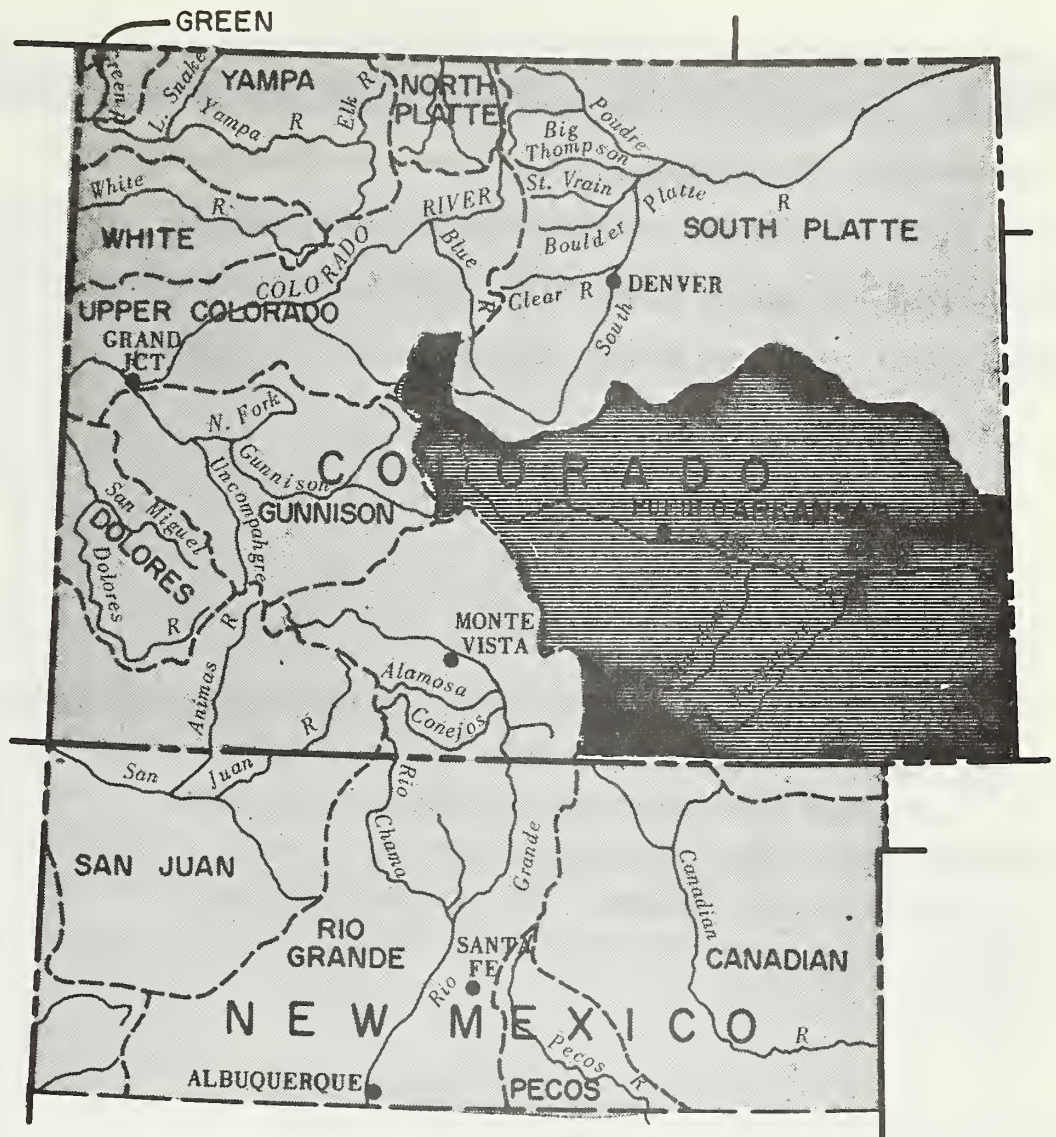 GREEN
Green R
L. Snake
YAMPA
Yampa R
Elk R
NORTH
PLATTE
Poudre
Big
Thompson
St. Vrain
Boulder
Platte
R
SOUTH PLATTE
White
R.
WHITE
COLORADO RIVER
Blue
R
Clear R
DENVER
South
UPPER COLORADO
GRAND
JCT
N. Fork
Gunnison
Uncompahgre
GUNNISON
COLORADO
PUEBLO
ARKANSAS
San Miguel
DOLORES
Dolores
R
Animas
R
MONTE
VISTA
Alamosa
Conejos
R
San
Juan
Rio
Chama
Grande
Canadian
SAN JUAN
RIO
GRANDE
SANTA
FE
Rio
CANADIAN
NEW MEXICO
R
Pecos R
ALBUQUERQUE
PECOS